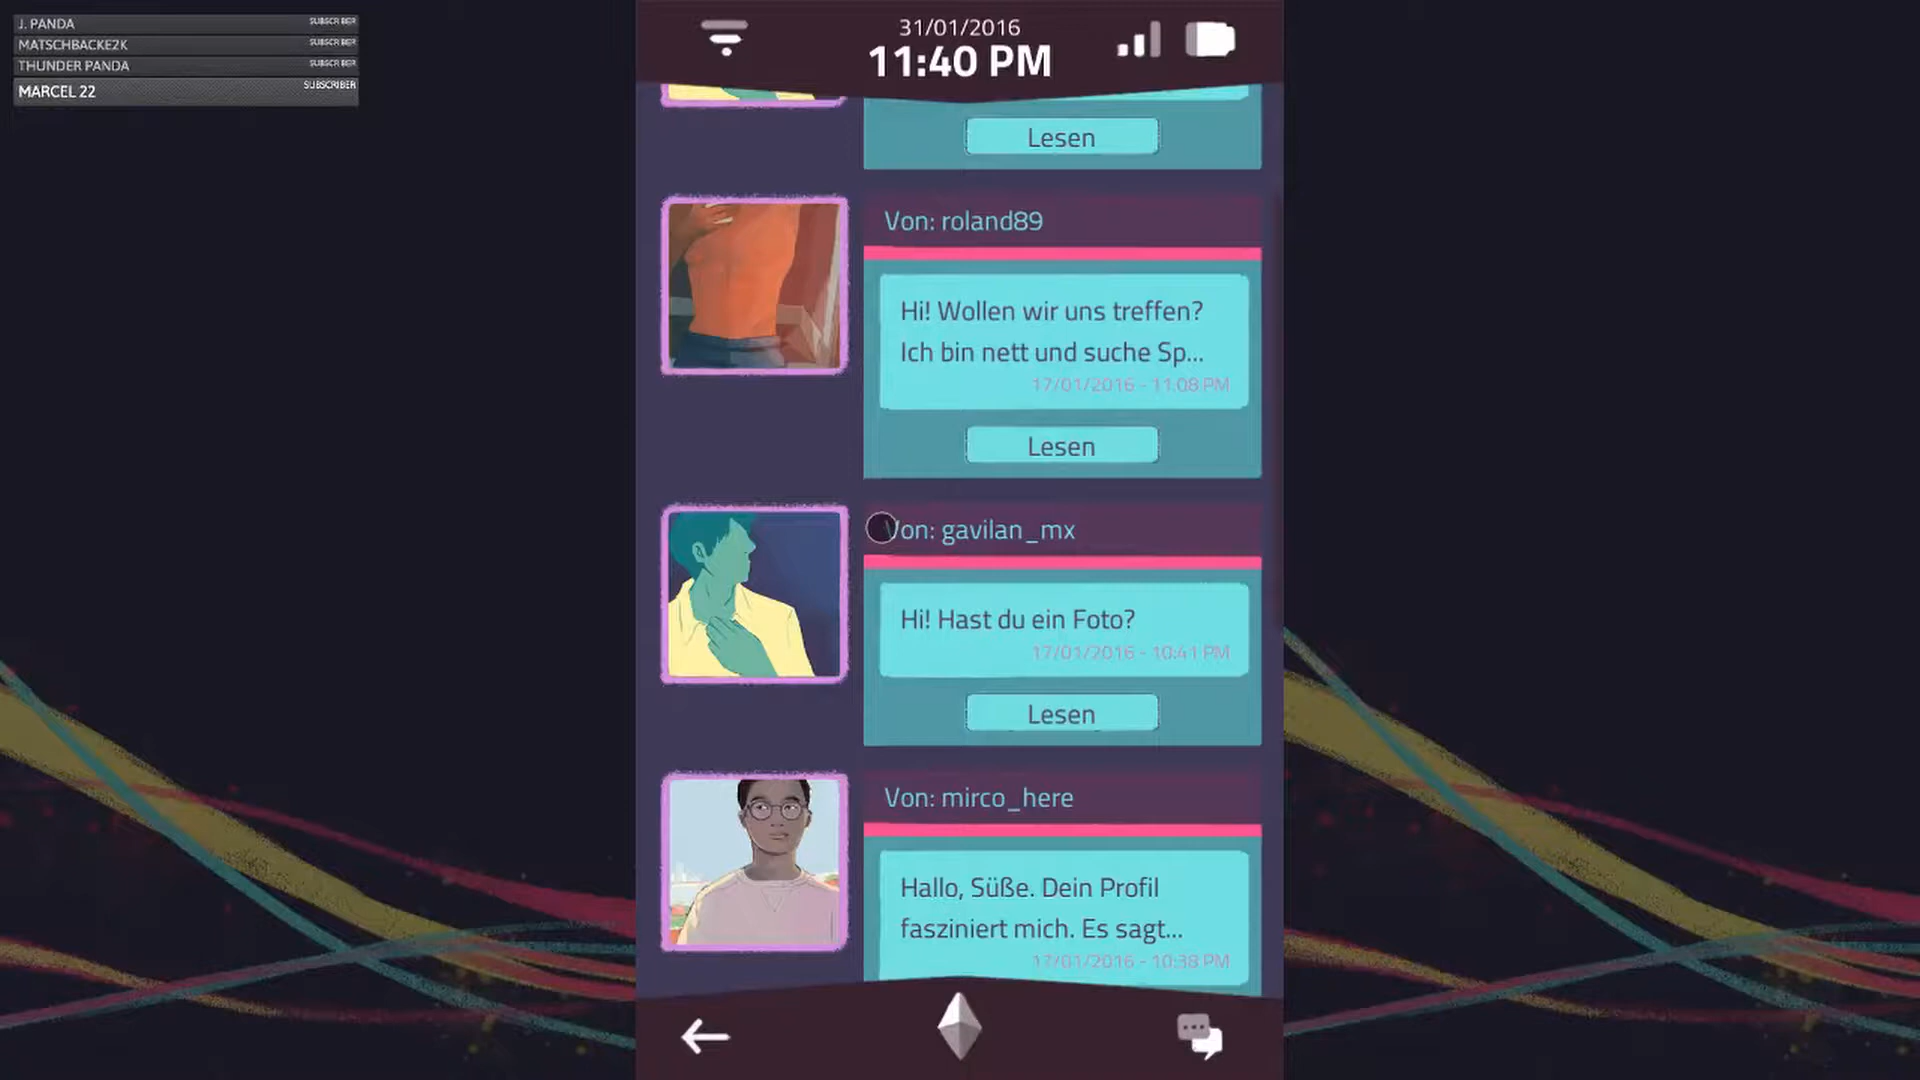 J. PANDA SUBSCRIBER
MATSCHBACKE2K SUBSCRIBER
THUNDER PANDA SUBSCRIBER
MARCEL 22 SUBSCRIBER
31/01/2016
11:40 PM
Lesen
Von: roland89
Hi! Wollen wir uns treffen?
Ich bin nett und suche Sp...
17/01/2016 - 11:08 PM
Lesen
Von: gavilan_mx
Hi! Hast du ein Foto?
17/01/2016 - 10:41 PM
Lesen
Von: mirco_here
Hallo, Süße. Dein Profil
fasziniert mich. Es sagt...
17/01/2016 - 10:38 PM